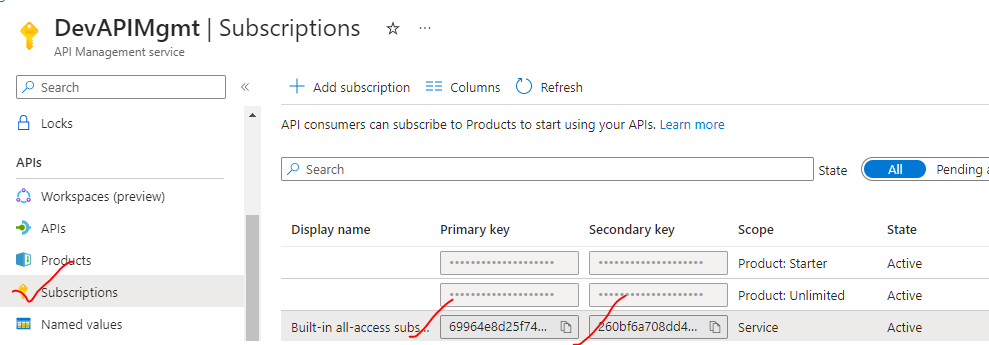 DevAPIMgmt | Subscriptions
API Management service
Search
Add subscription Columns Refresh
API consumers can subscribe to Products to start using your APIs. Learn more
Locks
APIs
Workspaces (preview)
APIs
Products
Subscriptions
Named values
Search State All Pending a
Display name Primary key Secondary key Scope State
•••••••••••••••••••• •••••••••••••••••••• Product: Starter Active
•••••••••••••••••••• •••••••••••••••••••• Product: Unlimited Active
Built-in all-access subs... 69964e8d25f74... 260bf6a708dd4... Service Active